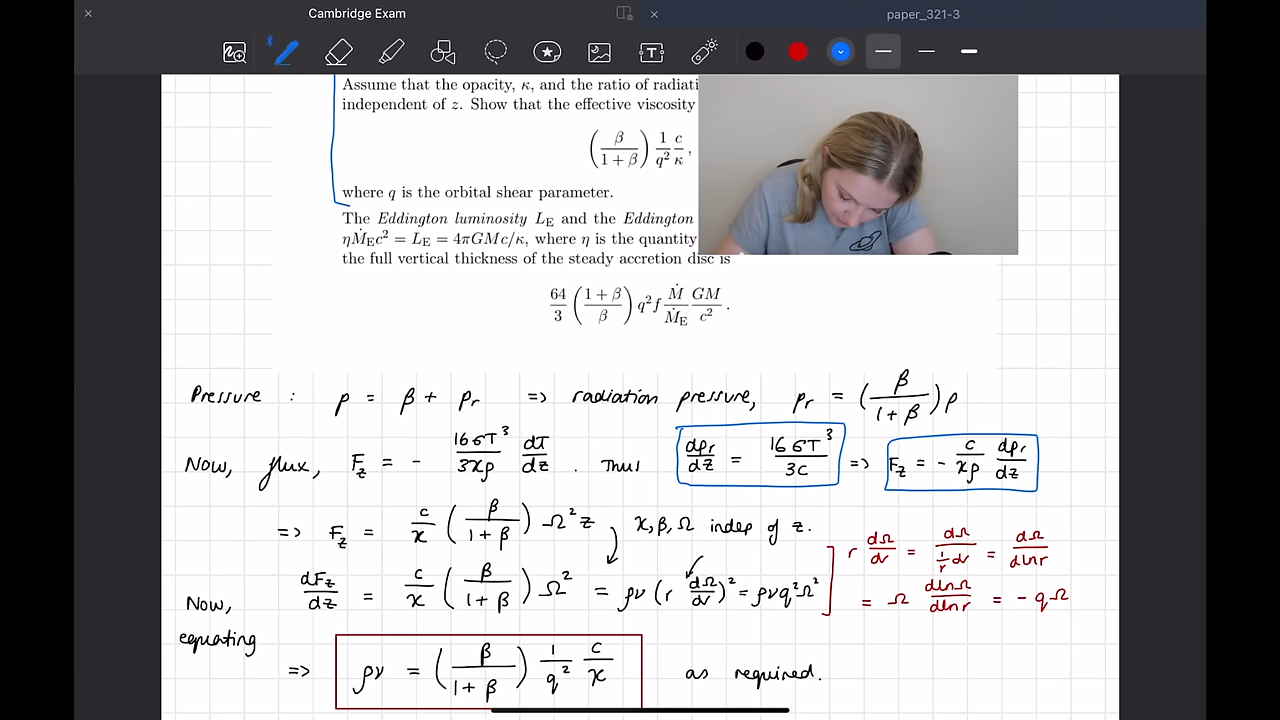 Cambridge Exam
paper_321-3
Assume that the opacity, κ, and the ratio of radiati
independent of z. Show that the effective viscosity
(β/(1+β)) 1/q² c/κ ,
where q is the orbital shear parameter.
The Eddington luminosity L_E and the Eddington
ηṀ_E c² = L_E = 4πGMc/κ, where η is the quantity
the full vertical thickness of the steady accretion disc is
64/3 ((1+β)/β) q² f Ṁ/Ṁ_E GM/c² .
Pressure : p = β + p_r => radiation pressure, p_r = (β/(1+β)) p
Now, flux, F_z = - 16σT³/3χρ dT/dz . Thus dp_r/dz = 16σT³/3c => F_z = - c/χρ dp_r/dz
=> F_z = c/χ (β/(1+β)) Ω² z χ, β, Ω indep of z.
r dΩ/dr = dΩ/(1/r dr) = dΩ/dlnr
Now, dF_z/dz = c/χ (β/(1+β)) Ω² = ρν (r dΩ/dr)² = ρνq²Ω²
= Ω dlnΩ/dlnr = -qΩ
equating
=> ρν = (β/(1+β)) 1/q² c/χ as required.